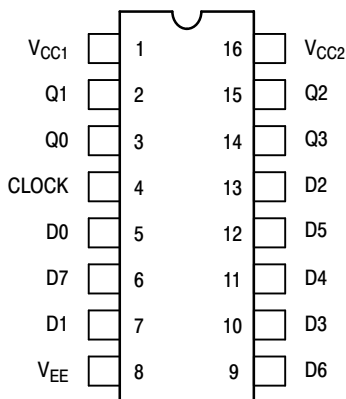 VCC1 1 16 VCC2
Q1 2 15 Q2
Q0 3 14 Q3
CLOCK 4 13 D2
D0 5 12 D5
D7 6 11 D4
D1 7 10 D3
VEE 8 9 D6